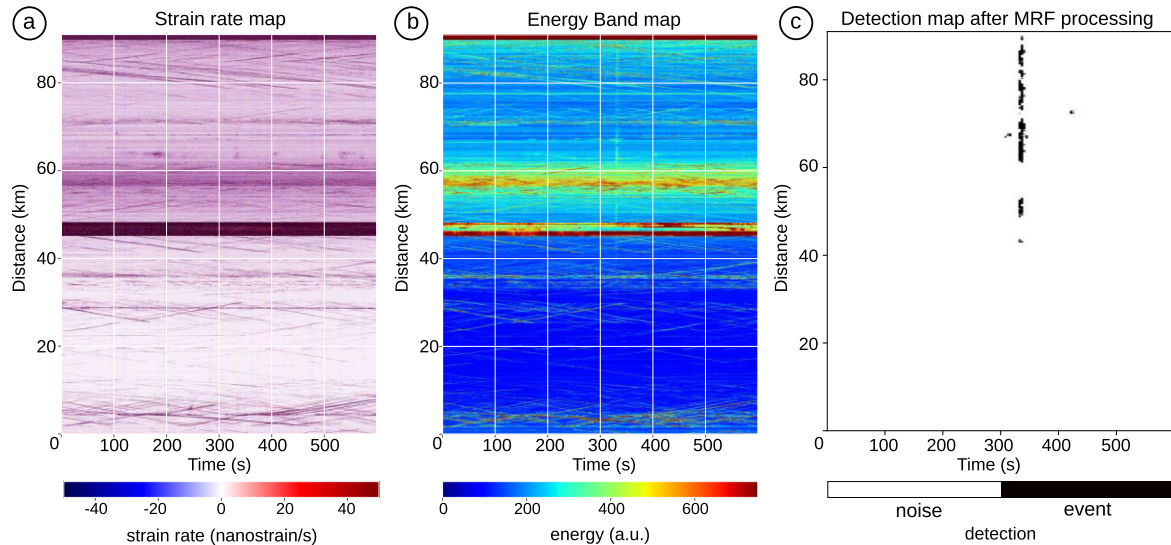 a Strain rate map
Distance (km)
80
60
40
20
0 100 200 300 400 500
Time (s)
-40 -20 0 20 40
strain rate (nanostrain/s)
b Energy Band map
Distance (km)
80
60
40
20
0 100 200 300 400 500
Time (s)
0 200 400 600
energy (a.u.)
c Detection map after MRF processing
Distance (km)
80
60
40
20
0 100 200 300 400 500
Time (s)
noise event
detection